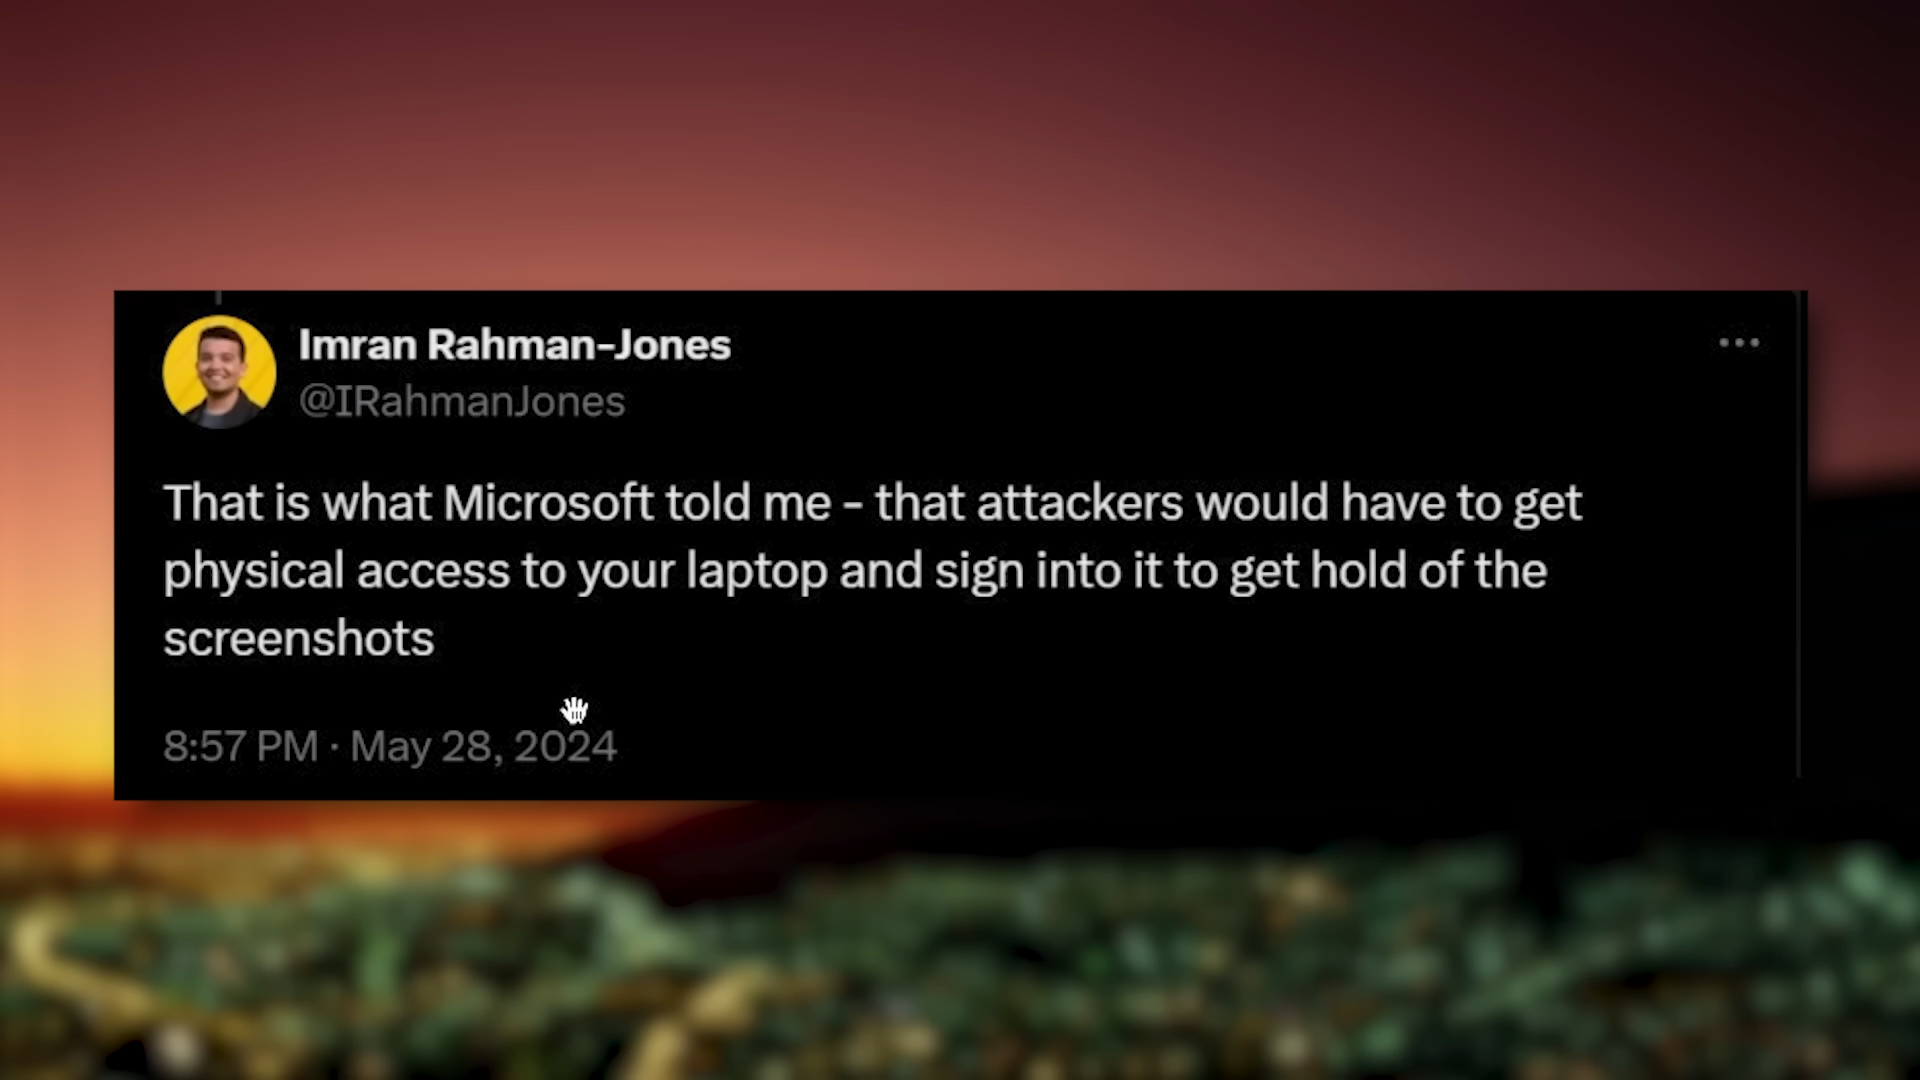 Imran Rahman-Jones
@IRahmanJones
That is what Microsoft told me - that attackers would have to get
physical access to your laptop and sign into it to get hold of the
screenshots
8:57 PM · May 28, 2024